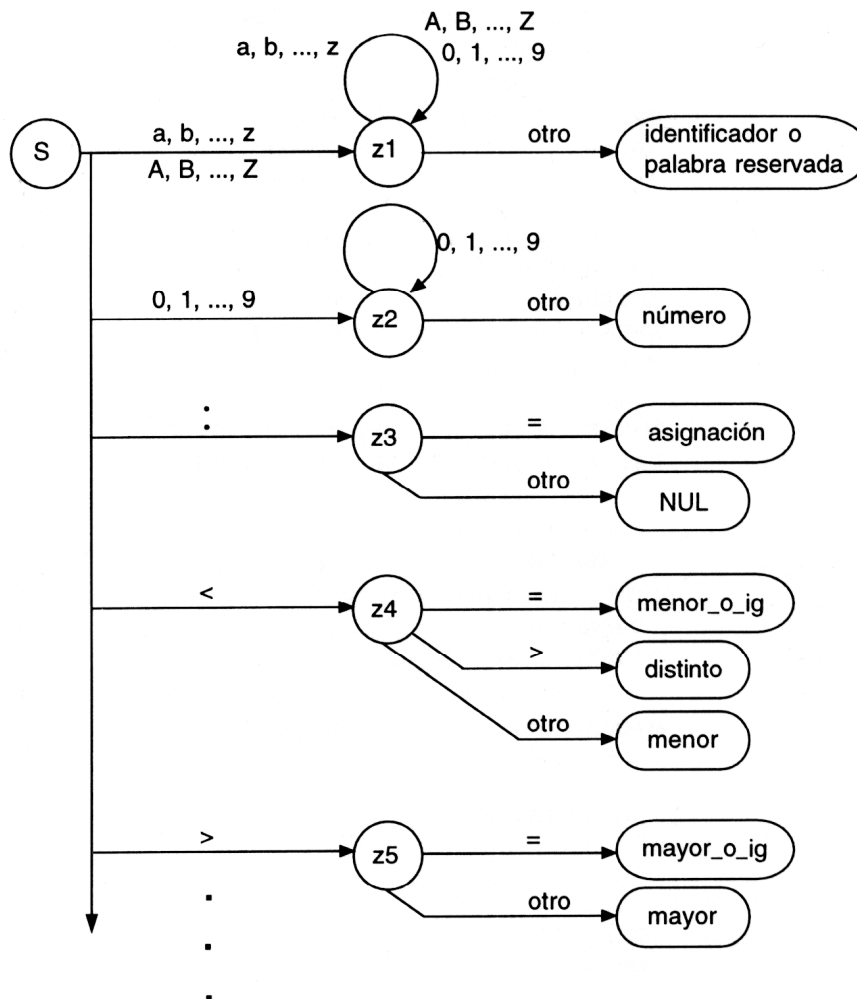 A, B, ..., Z
a, b, ..., z
0, 1, ..., 9
S
a, b, ..., z
A, B, ..., Z
z1
otro
identificador o
palabra reservada
0, 1, ..., 9
0, 1, ..., 9
z2
otro
número
:
z3
=
asignación
otro
NUL
<
z4
=
menor_o_ig
>
distinto
otro
menor
>
z5
=
mayor_o_ig
otro
mayor
.
.
.